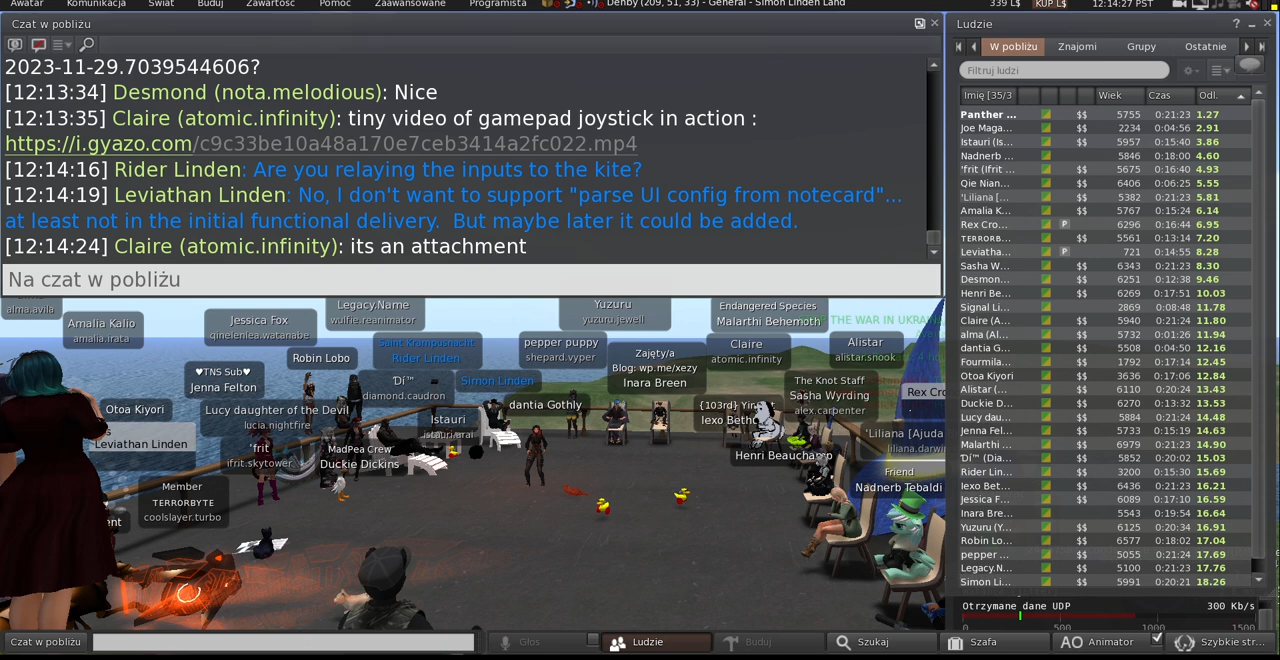 Awatar Komunikacja Świat Buduj Zawartość Pomoc Zaawansowane Programista Denby (209, 51, 33) - General - Simon Linden Land 339 L$ KUP L$ 12:14:27 PST
Czat w pobliżu
2023-11-29.7039544606?
[12:13:34] Desmond (nota.melodious): Nice
[12:13:35] Claire (atomic.infinity): tiny video of gamepad joystick in action :
https://i.gyazo.com/c9c33be10a48a170e7ceb3414a2fc022.mp4
[12:14:16] Rider Linden: Are you relaying the inputs to the kite?
[12:14:19] Leviathan Linden: No, I don't want to support "parse UI config from notecard"...
at least not in the initial functional delivery.  But maybe later it could be added.
[12:14:24] Claire (atomic.infinity): its an attachment
Na czat w pobliżu
alma.avila
Amalia Kalio
amalia.irata
Jessica Fox
qinelenlea.watanabe
Legacy.Name
wulfie.reanimator
Yuzuru
yuzuru.jewell
Endangered Species
Malarthi Behemoth
THE WAR IN UKRAINE
Robin Lobo
Saint Krampusnacht
Rider Linden
pepper puppy
shepard.vyper
Zajęty/a
Blog: wp.me/xezy
Inara Breen
Claire
atomic.infinity
Alistar
alistar.snook
♥TNS Sub♥
Jenna Felton
Ɗí™
diamond.caudron
Simon Linden
The Knot Staff
Sasha Wyrding
alex.carpenter
Rex Cro
Otoa Kiyori
Lucy daughter of the Devil
lucia.nightfire
Istauri
istauri.arai
dantia Gothly
Leviathan Linden
'frit
ifrit.skytower
MadPea Crew
Duckie Dickins
Henri Beauchamp
'Liliana [Ajuda
liliana.darwi
Friend
Nadnerb Tebaldi
Member
ᴛᴇʀʀᴏʀʙʏᴛᴇ
coolslayer.turbo
Ludzie
W pobliżu Znajomi Grupy Ostatnie
Filtruj ludzi
Imię [35/3 Wiek Czas Odl.
Panther ... $$ 5755 0:21:23 1.27
Joe Maga... $$ 2234 0:04:56 2.91
Istauri (Is... $$ 5957 0:15:40 3.86
Nadnerb ... 5846 0:18:00 4.60
'frit (Ifrit ... $$ 5675 0:16:40 4.93
Qie Nian... $$ 6406 0:06:25 5.55
'Liliana [... $$ 5382 0:21:23 5.81
Amalia K... $$ 5767 0:15:24 6.14
Rex Cro... P 6296 0:16:44 6.95
ᴛᴇʀʀᴏʀʙ... $$ 5561 0:13:14 7.20
Leviatha... P 721 0:14:55 8.28
Sasha W... $$ 6343 0:21:23 8.30
Desmon... $$ 6251 0:12:38 9.46
Henri Be... $$ 6269 0:17:51 10.03
Signal Li... 2869 0:08:48 11.78
Claire (A... $$ 5940 0:21:24 11.80
alma (Al... $$ 5732 0:01:26 11.94
dantia G... $$ 5508 0:04:50 12.16
Fourmila... $$ 1792 0:17:14 12.45
Otoa Kiyori $$ 3636 0:17:06 12.84
Alistar (... $$ 6110 0:20:24 13.43
Duckie D... $$ 6270 0:13:32 13.53
Lucy dau... $$ 5884 0:21:24 14.48
Jenna Fel... $$ 5733 0:15:19 14.63
Malarthi ... $$ 6979 0:21:23 14.90
Ɗí™ (Dia... $$ 5852 0:20:02 15.03
Rider Lin... $$ 3200 0:15:30 15.69
Iexo Bet... $$ 6436 0:21:23 16.21
Jessica F... $$ 6089 0:17:10 16.59
Inara Bre... 5543 0:19:54 16.64
Yuzuru (Y... $$ 6125 0:20:34 16.91
Robin Lo... $$ 6577 0:18:02 17.04
pepper ... $$ 5055 0:21:24 17.69
Legacy.N... $$ 5100 0:21:23 17.76
Simon Li... $$ 5991 0:20:21 18.26
Otrzymane dane UDP 300 Kb/s
0 500 1000 1500
Czat w pobliżu Głos Ludzie Buduj Szukaj Szafa AO Animator Szybkie str...